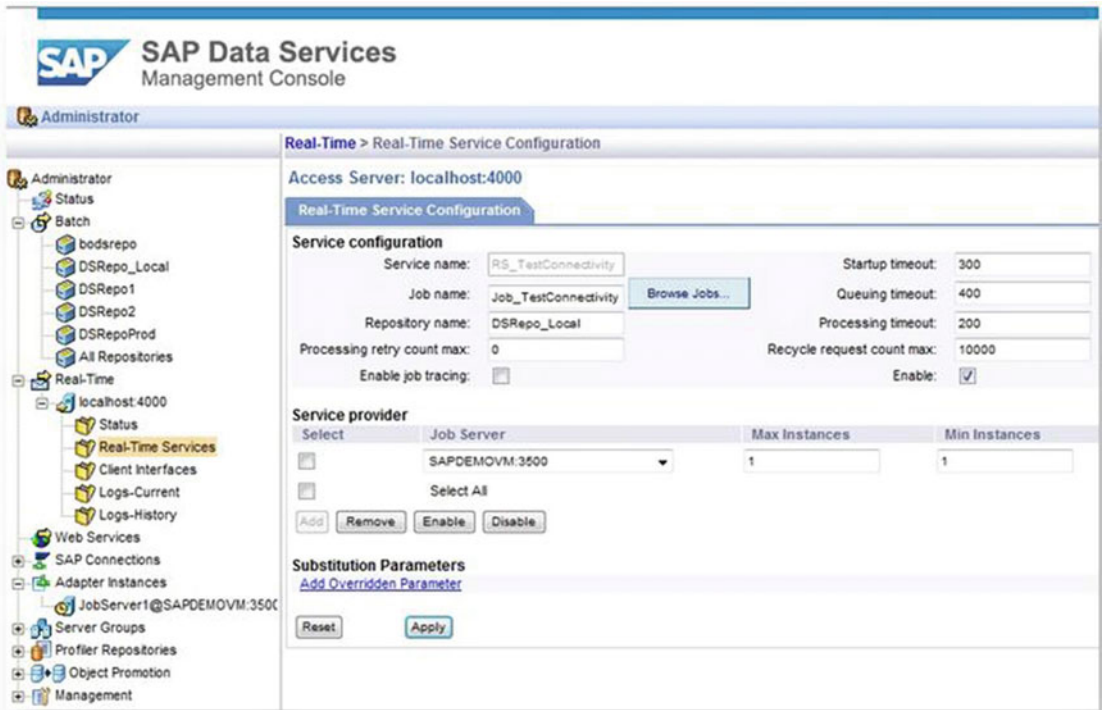 SAP
SAP Data Services
Management Console
Administrator
Real-Time > Real-Time Service Configuration
Administrator
Status
Batch
bodsrepo
DSRepo_Local
DSRepo1
DSRepo2
DSRepoProd
All Repositories
Real-Time
localhost:4000
Status
Real-Time Services
Client Interfaces
Logs-Current
Logs-History
Web Services
SAP Connections
Adapter Instances
JobServer1@SAPDEMOVM:3500
Server Groups
Profiler Repositories
Object Promotion
Management
Access Server: localhost:4000
Real-Time Service Configuration
Service configuration
Service name: RS_TestConnectivity Startup timeout: 300
Job name: Job_TestConnectivity Browse Jobs... Queuing timeout: 400
Repository name: DSRepo_Local Processing timeout: 200
Processing retry count max: 0 Recycle request count max: 10000
Enable job tracing: Enable:
Service provider
Select Job Server Max Instances Min Instances
SAPDEMOVM:3500 1 1
Select All
Add Remove Enable Disable
Substitution Parameters
Add Overridden Parameter
Reset Apply